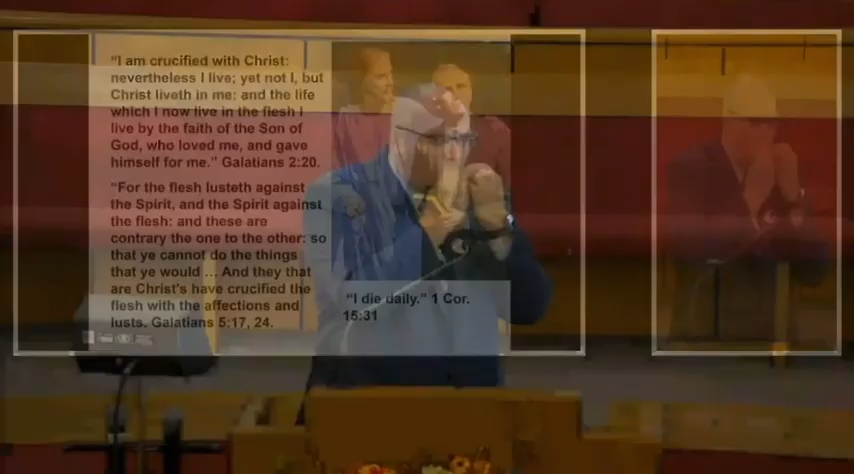 “I am crucified with Christ:
nevertheless I live; yet not I, but
Christ liveth in me: and the life
which I now live in the flesh I
live by the faith of the Son of
God, who loved me, and gave
himself for me.” Galatians 2:20.
“For the flesh lusteth against
the Spirit, and the Spirit against
the flesh: and these are
contrary the one to the other: so
that ye cannot do the things
that ye would ... And they that
are Christ's have crucified the
flesh with the affections and
lusts. Galatians 5:17, 24.
“I die daily.” 1 Cor.
15:31